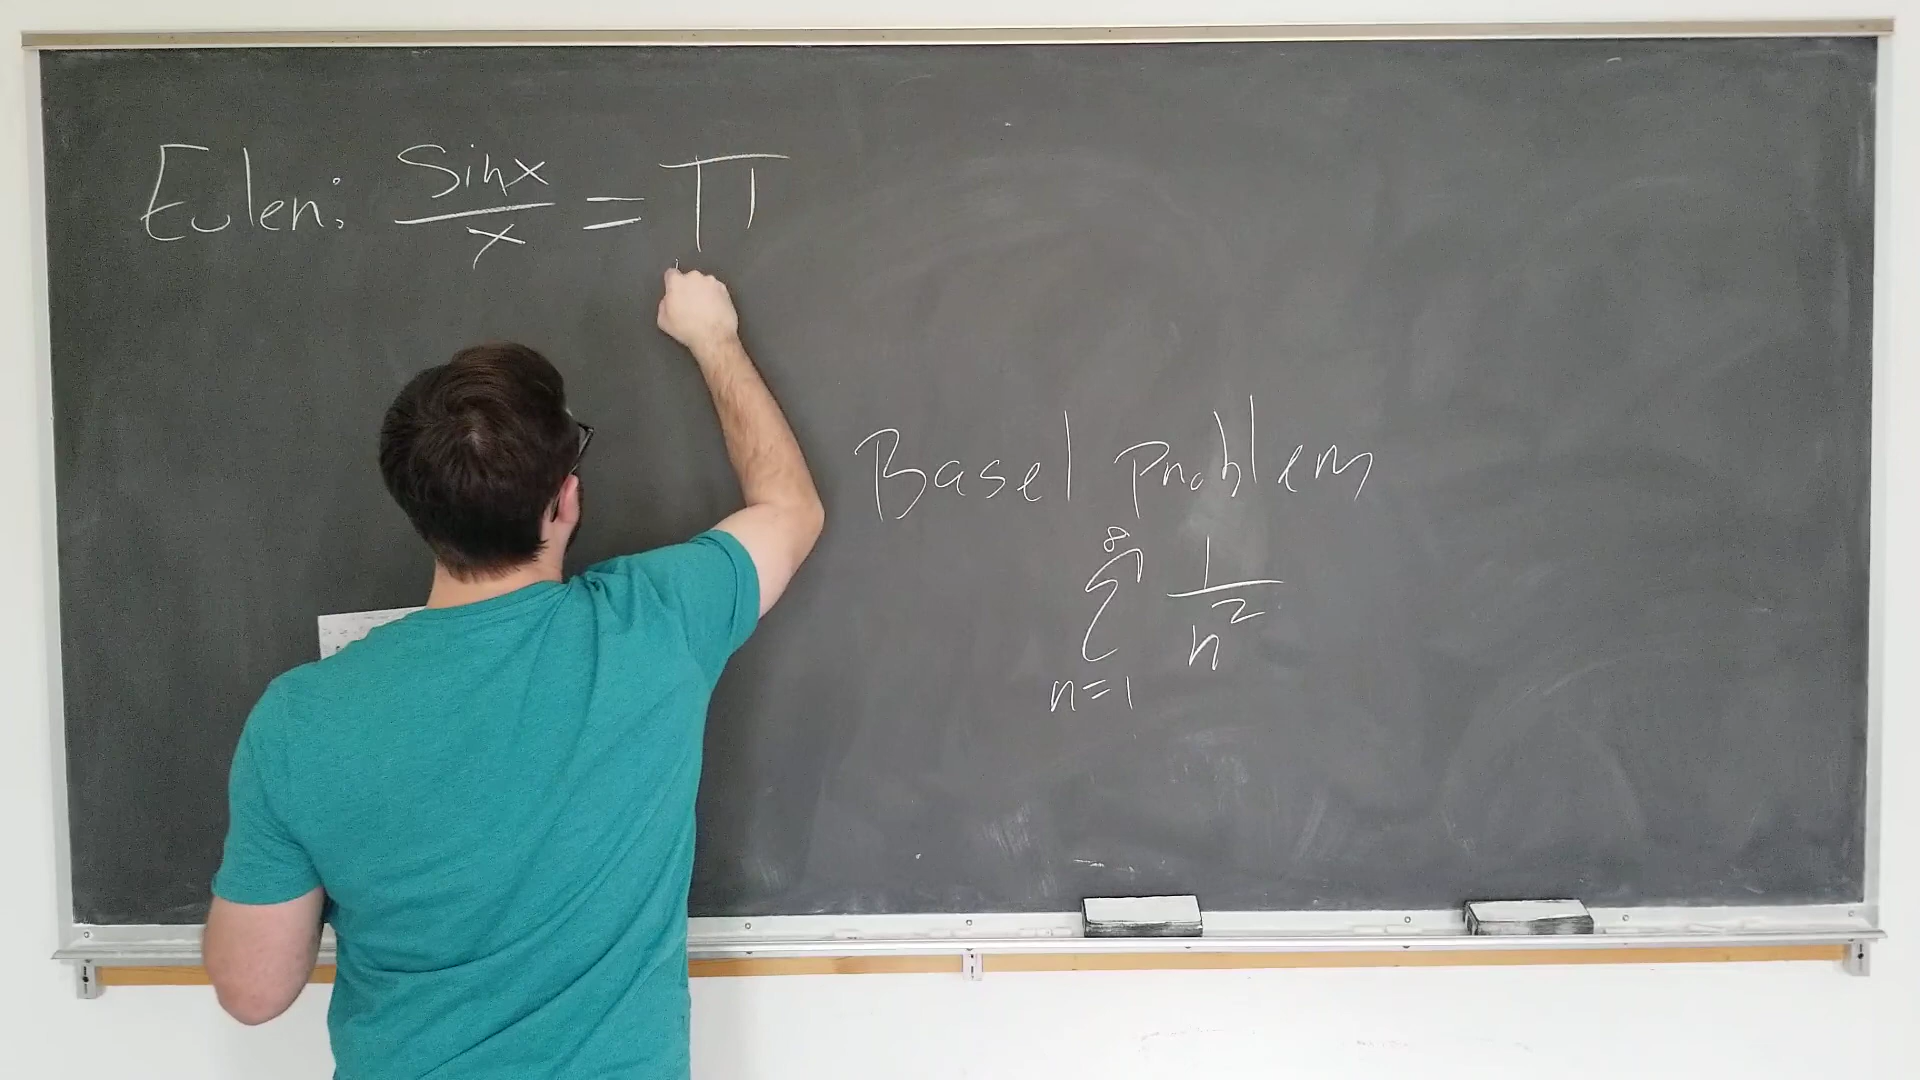 Euler: sinx/x = ∏
Basel Problem
∞
∑ 1/n²
n=1